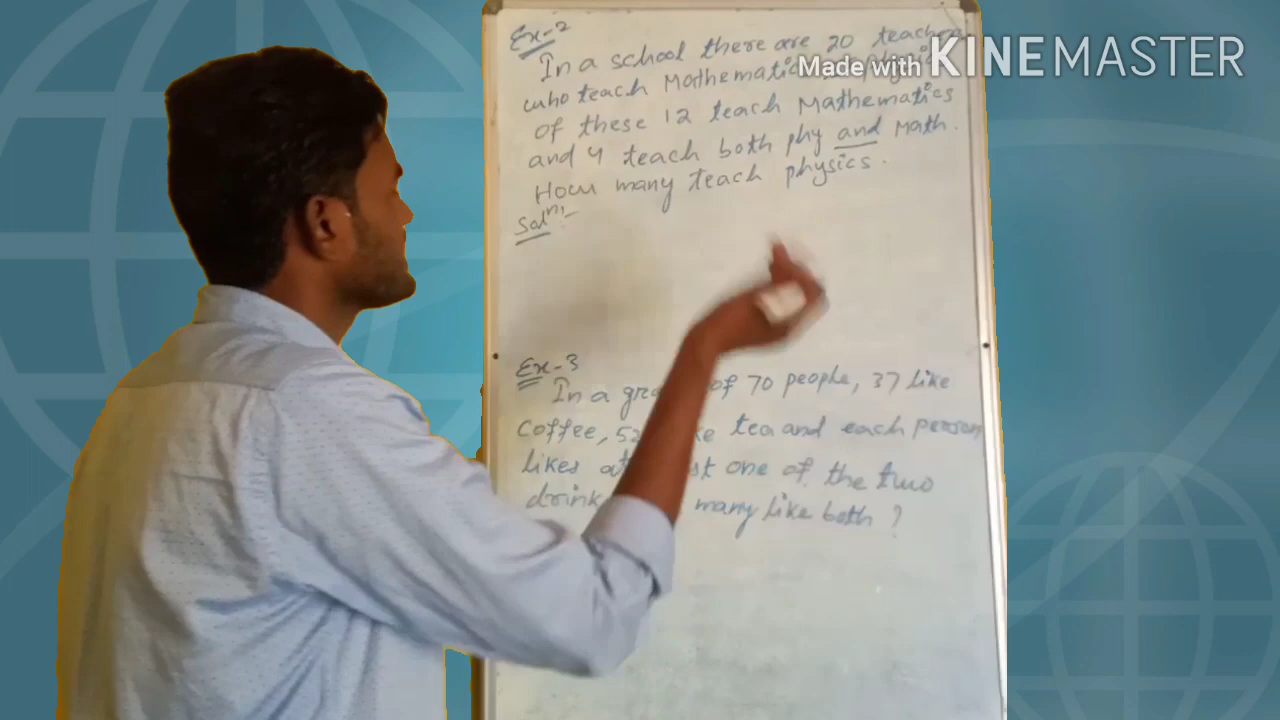 Ex-2
In a school there are 20 teachers
Made with KINEMASTER
who teach Mathematics
of these 12 teach Mathematics
and 4 teach both phy and Math.
How many teach physics.
Solⁿ:-
Ex-3
In a of 70 people, 37 like
coffee, 52 tea and each person
likes one of the two
drink many like both ?